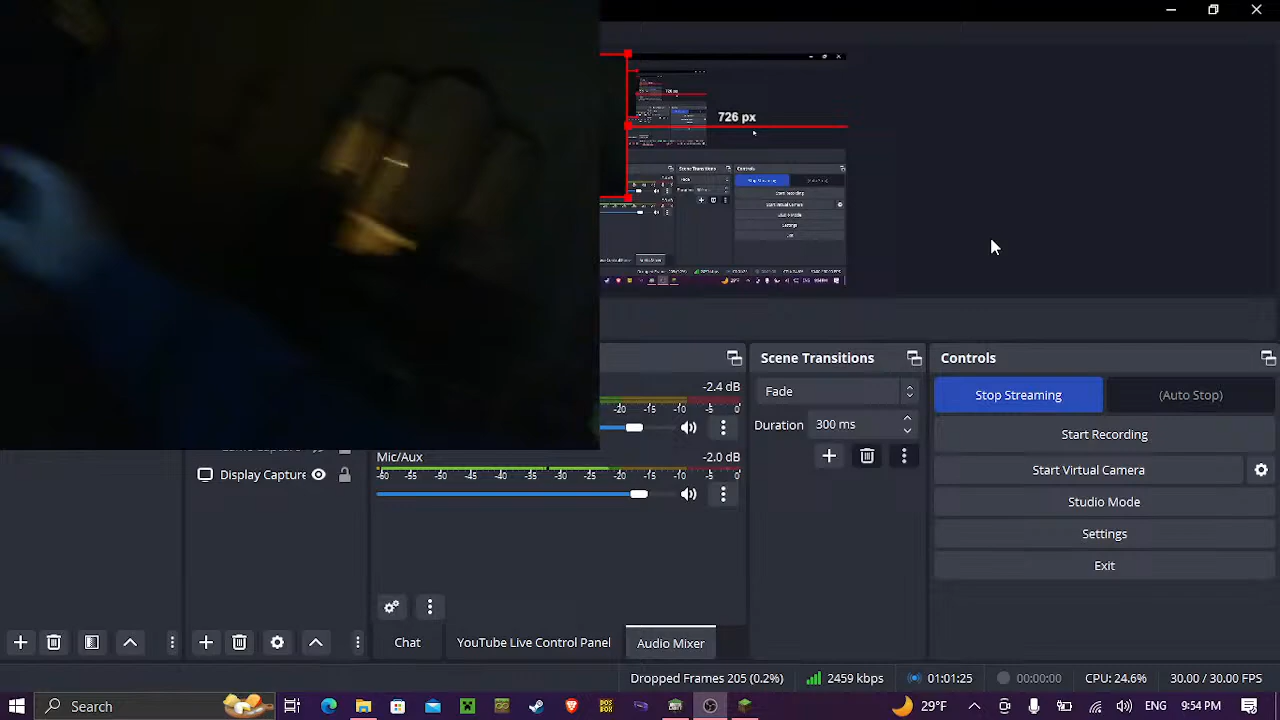 726 px
Scene Transitions
Controls
-2.4 dB
Fade
Stop Streaming
(Auto Stop)
-20 -15 -10 -5 0
Duration
300 ms
Start Recording
Mic/Aux
-2.0 dB
Display Capture
-60 -55 -50 -45 -40 -35 -30 -25 -20 -15 -10 -5 0
Start Virtual Camera
Studio Mode
Settings
Exit
Chat
YouTube Live Control Panel
Audio Mixer
Dropped Frames 205 (0.2%)
2459 kbps
01:01:25
00:00:00
CPU: 24.6%
30.00 / 30.00 FPS
Search
DOS
BOX
29°F
ENG
9:54 PM